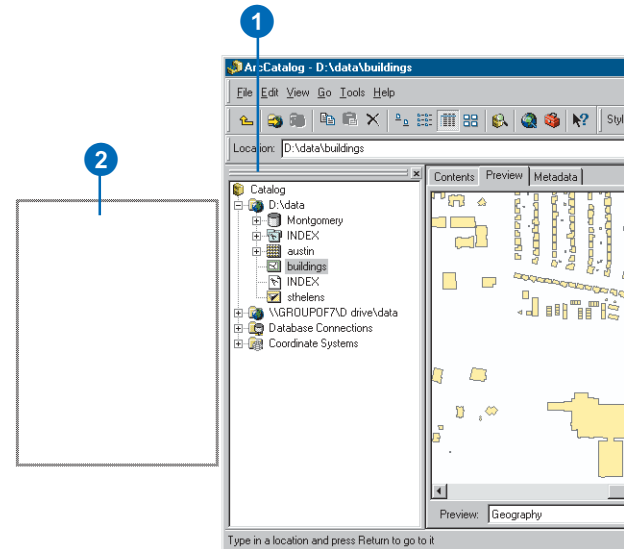 1
ArcCatalog - D:\data\buildings
File Edit View Go Tools Help
Styl
Location: D:\data\buildings
2
Contents Preview Metadata
Catalog
D:\data
Montgomery
INDEX
austin
buildings
INDEX
sthelens
\\GROUPOF7\D drive\data
Database Connections
Coordinate Systems
Preview: Geography
Type in a location and press Return to go to it